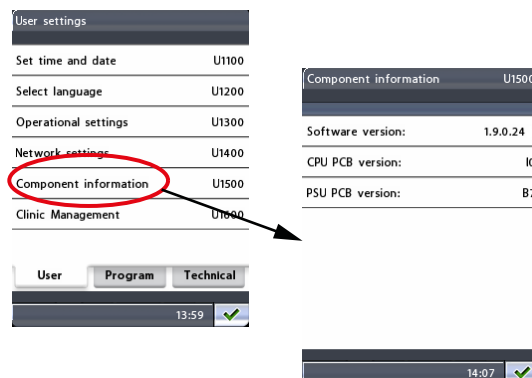 User settings
Set time and date U1100
Select language U1200
Operational settings U1300
Network settings U1400
Component information U1500
Clinic Management U1600
User Program Technical
13:59
Component information U1500
Software version: 1.9.0.24
CPU PCB version:
PSU PCB version:
14:07